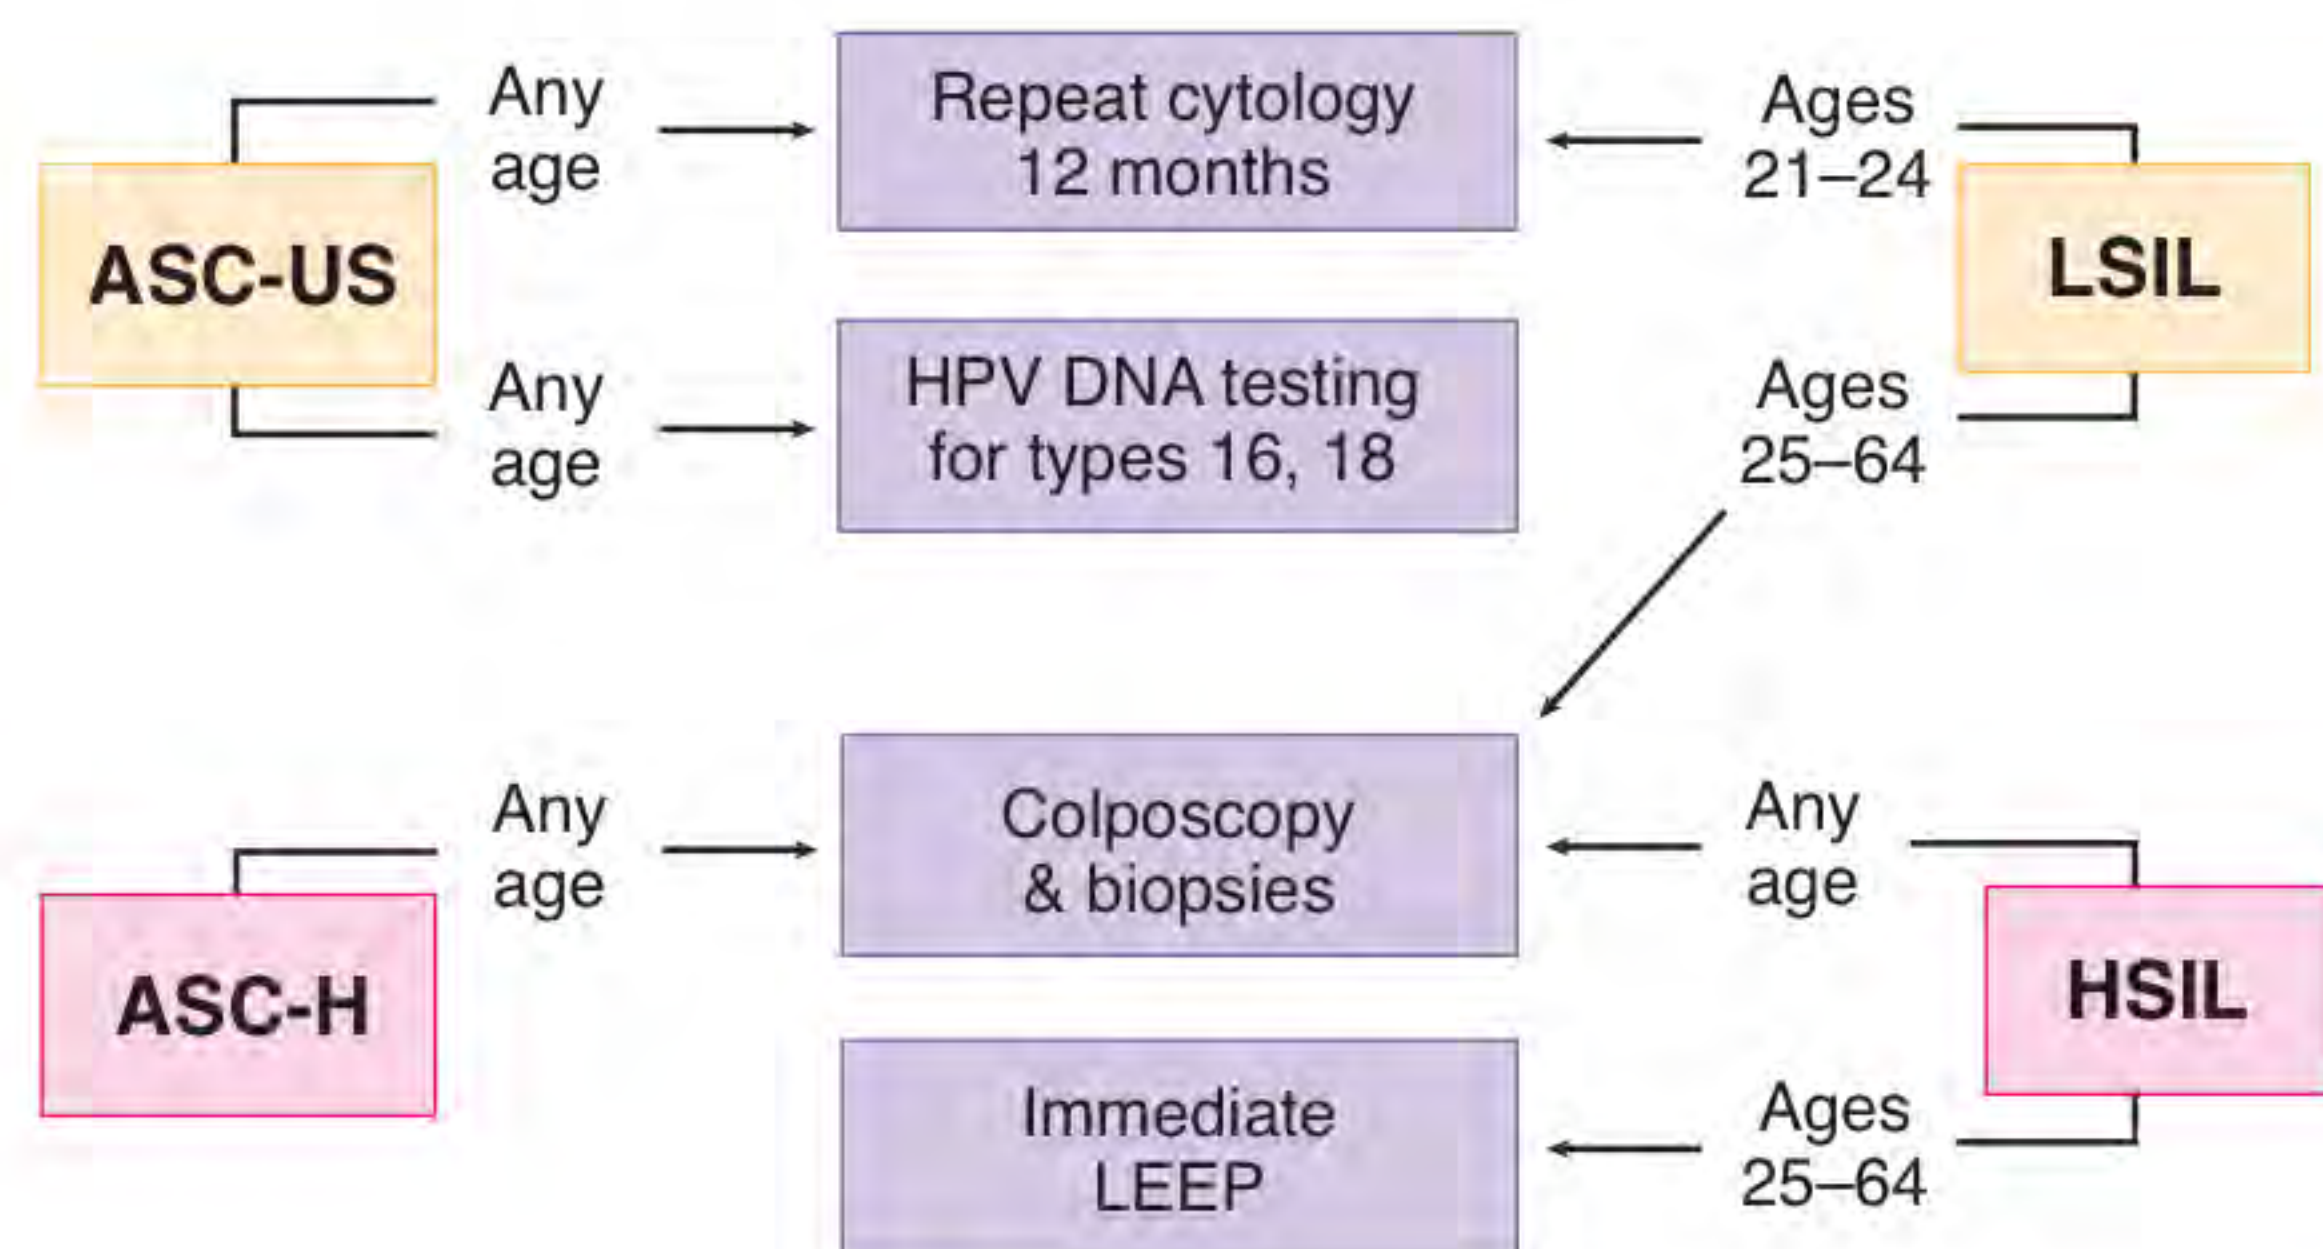 Any
age
Repeat cytology
12 months
Ages
21–24
ASC-US
LSIL
Any
age
HPV DNA testing
for types 16, 18
Ages
25–64
Any
age
Colposcopy
& biopsies
Any
age
ASC-H
HSIL
Immediate
LEEP
Ages
25–64